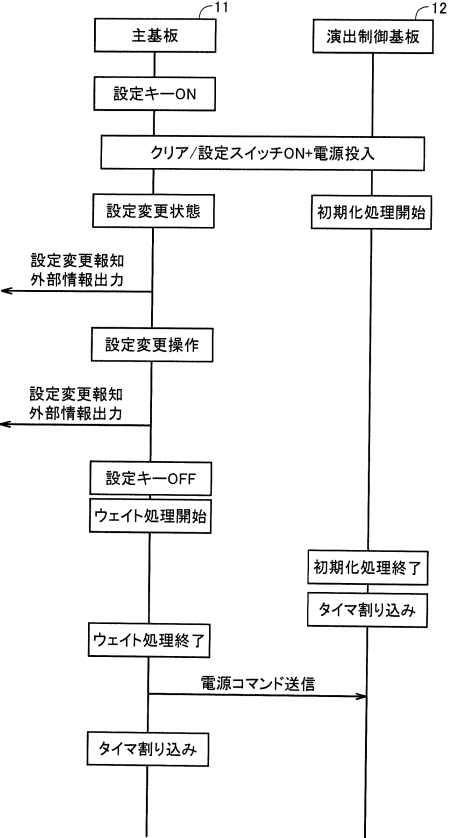 11
12
主基板
演出制御基板
設定キーON
クリア/設定スイッチON+電源投入
設定変更状態
初期化処理開始
設定変更報知
外部情報出力
設定変更操作
設定変更報知
外部情報出力
設定キーOFF
ウェイト処理開始
初期化処理終了
タイマ割り込み
ウェイト処理終了
電源コマンド送信
タイマ割り込み